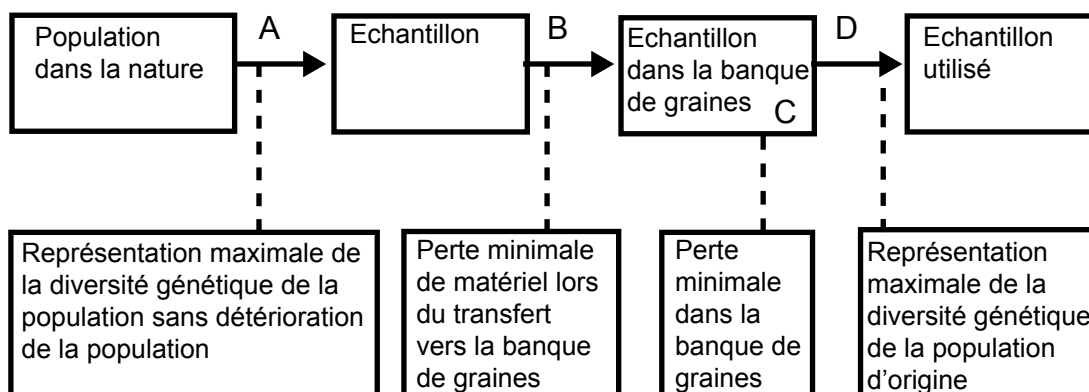 Population
dans la nature
A
Echantillon
B
Echantillon
dans la banque
de graines
C
D
Echantillon
utilisé
Représentation maximale de
la diversité génétique de la
population sans détérioration
de la population
Perte minimale
de matériel lors
du transfert
vers la banque
de graines
Perte
minimale
dans la
banque de
graines
Représentation
maximale de la
diversité génétique
de la population
d'origine